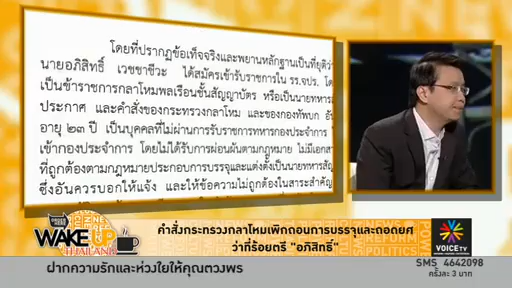 โดยที่ปรากฏข้อเท็จจริงและพยานหลักฐานเป็นที่ยุติว่
นายอภิสิทธิ์ เวชชาชีวะ ได้สมัครเข้ารับราชการใน รร.จปร. โด
เป็นข้าราชการกลาโหมพลเรือนชั้นสัญญาบัตร หรือเป็นนายทหาร
ประกาศ และคำสั่งของกระทรวงกลาโหม และของกองทัพบก อั
อายุ ๒๓ ปี เป็นบุคคลที่ไม่ผ่านการรับราชการทหารกองประจำการ
เข้ากองประจำการ โดยไม่ได้รับการผ่อนผันตามกฎหมาย ไม่มีเอกส
ที่ถูกต้องตามกฎหมายประกอบการบรรจุและแต่งตั้งเป็นนายทหารสัญ
ซึ่งอันควรบอกให้แจ้ง และให้ข้อความไม่ถูกต้องในสาระสำคัญ
WAKE UP
THAILAND
คำสั่งกระทรวงกลาโหมเพิกถอนการบรรจุและถอดยศ
ว่าที่ร้อยตรี "อภิสิทธิ์"
VOICE TV
ฝากความรักและห่วงใยให้คุณตวงพร
SMS 4642098
ครั้งละ 3 บาท